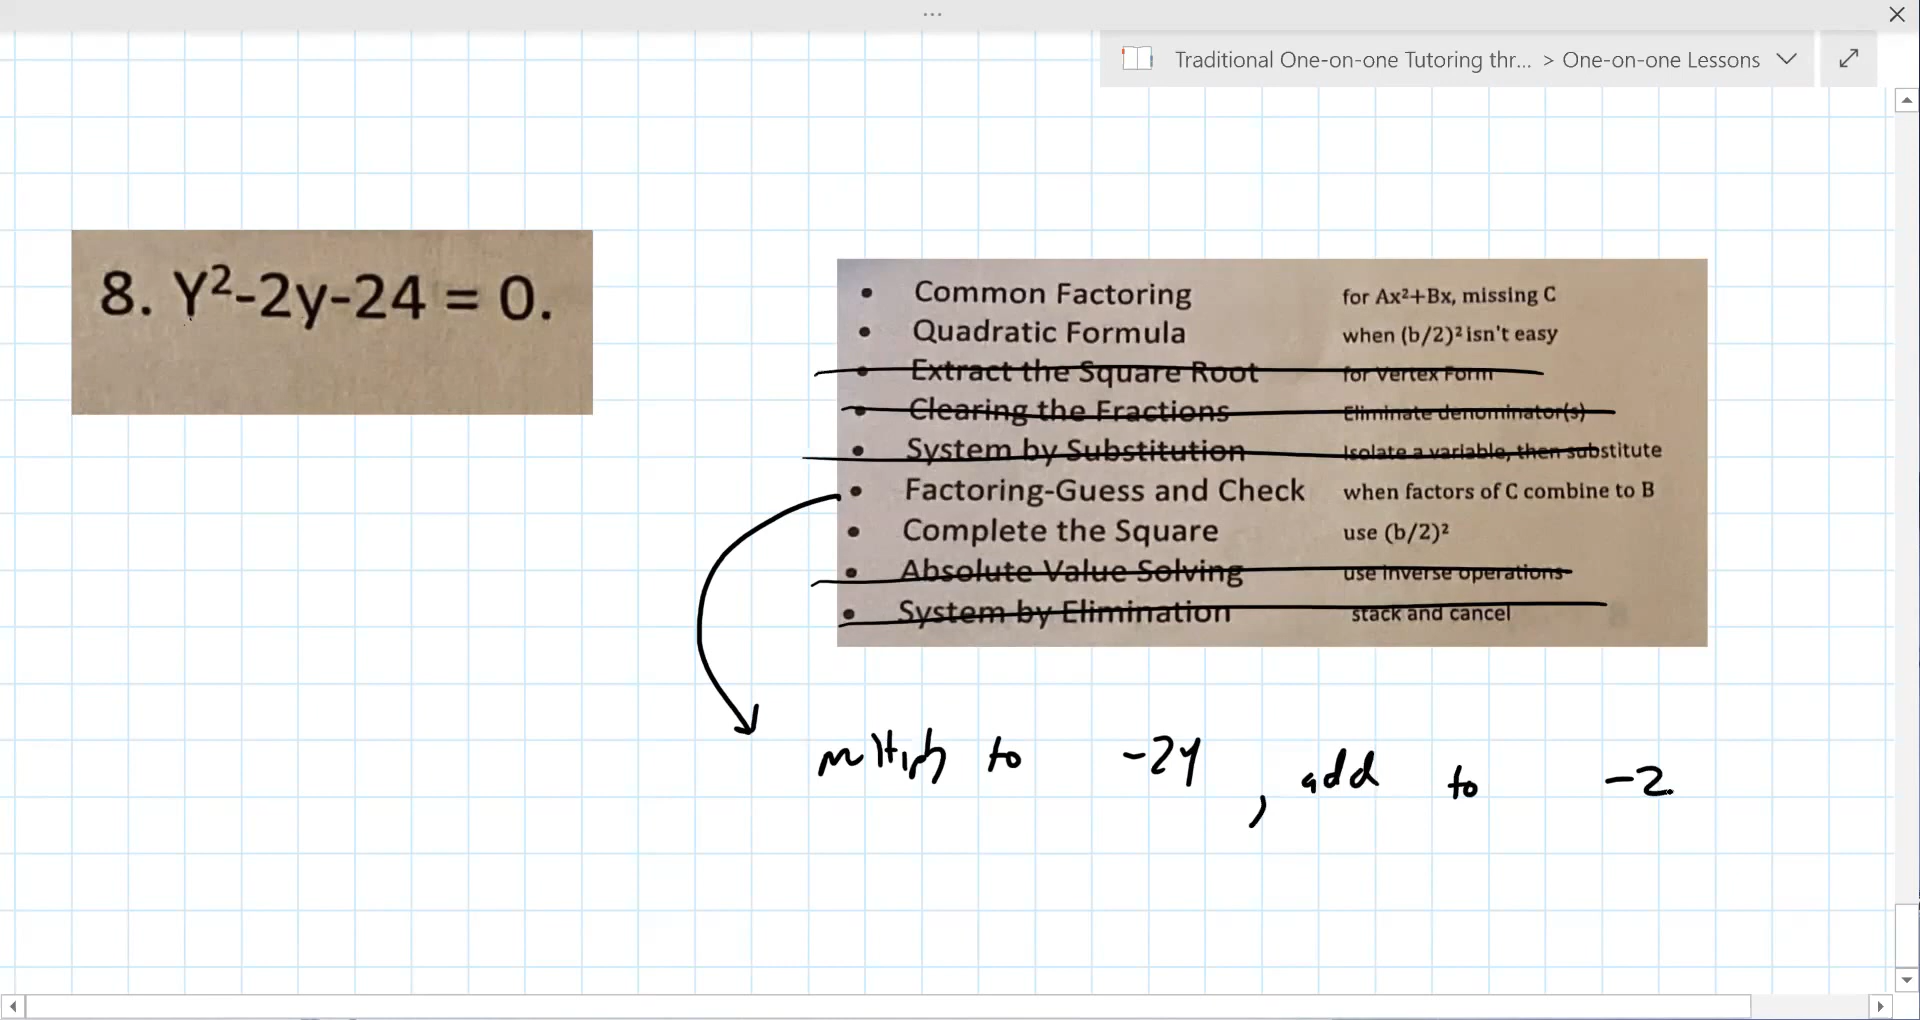 ...
Traditional One-on-one Tutoring thr... > One-on-one Lessons
8. Y²-2y-24 = 0.
• Common Factoring for Ax²+Bx, missing C
• Quadratic Formula when (b/2)² isn't easy
• Extract the Square Root for Vertex Form
• Clearing the Fractions Eliminate denominator(s)
• System by Substitution Isolate a variable, then substitute
• Factoring-Guess and Check when factors of C combine to B
• Complete the Square use (b/2)²
• Absolute Value Solving use inverse operations
• System by Elimination stack and cancel
multiply to -24, add to -2.